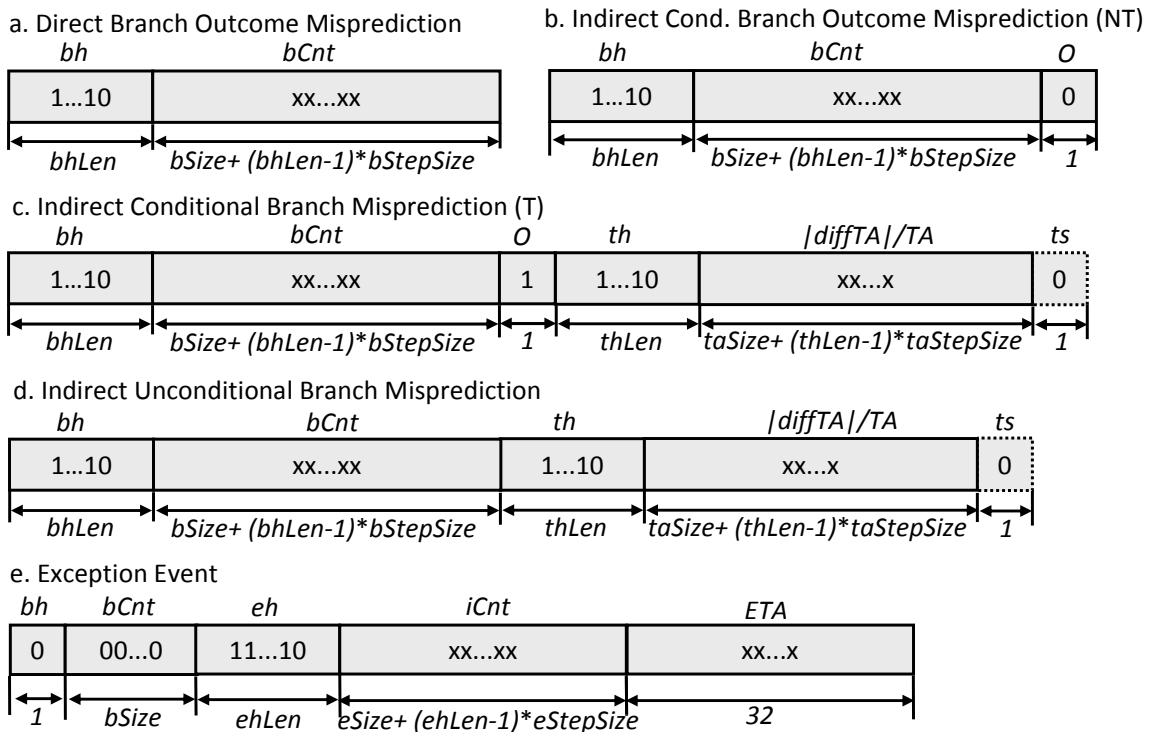 a. Direct Branch Outcome Misprediction
bh bCnt
1...10 xx...xx
bhLen bSize+ (bhLen-1)*bStepSize
b. Indirect Cond. Branch Outcome Misprediction (NT)
bh bCnt O
1...10 xx...xx 0
bhLen bSize+ (bhLen-1)*bStepSize 1
c. Indirect Conditional Branch Misprediction (T)
bh bCnt O th |diffTA|/TA ts
1...10 xx...xx 1 1...10 xx...x 0
bhLen bSize+ (bhLen-1)*bStepSize 1 thLen taSize+ (thLen-1)*taStepSize 1
d. Indirect Unconditional Branch Misprediction
bh bCnt th |diffTA|/TA ts
1...10 xx...xx 1...10 xx...x 0
bhLen bSize+ (bhLen-1)*bStepSize thLen taSize+ (thLen-1)*taStepSize 1
e. Exception Event
bh bCnt eh iCnt ETA
0 00...0 11...10 xx...xx xx...x
1 bSize ehLen eSize+ (ehLen-1)*eStepSize 32